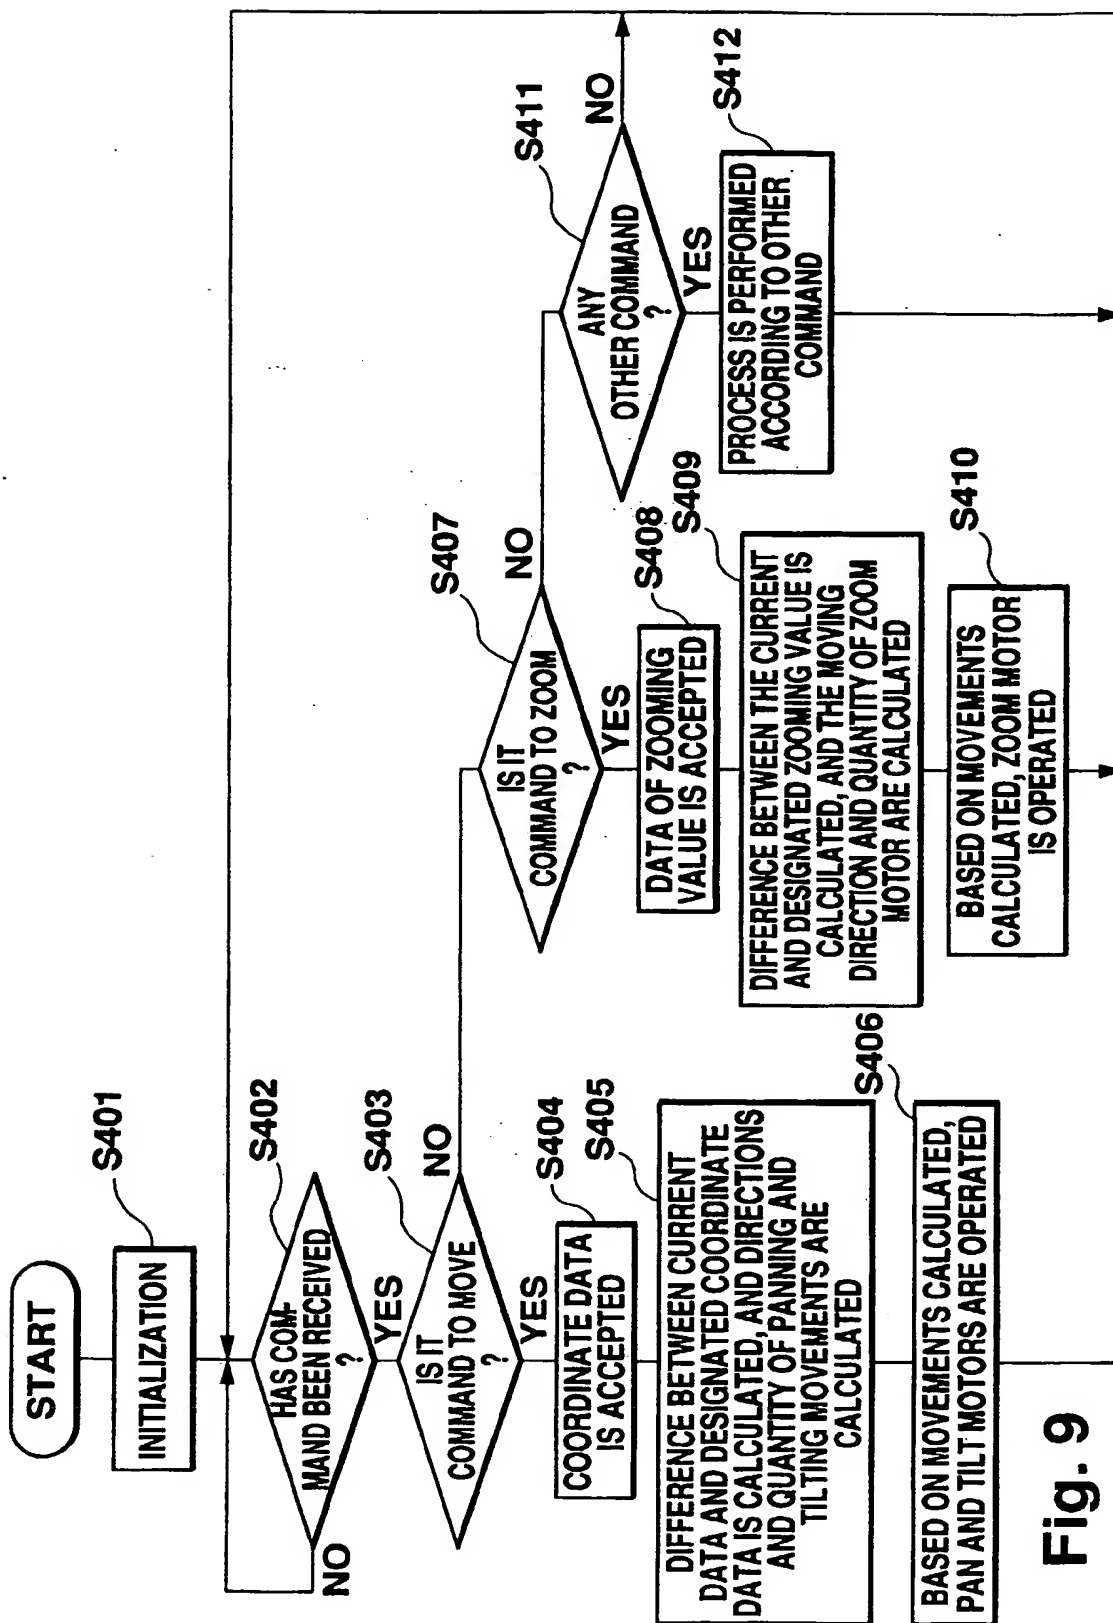 START
INITIALIZATION
S401
HAS COM-
MAND BEEN RECEIVED
?
S402
NO
YES
IS IT
COMMAND TO MOVE
?
S403
NO
YES
COORDINATE DATA
IS ACCEPTED
S404
DIFFERENCE BETWEEN CURRENT
DATA AND DESIGNATED COORDINATE
DATA IS CALCULATED, AND DIRECTIONS
AND QUANTITY OF PANNING AND
TILTING MOVEMENTS ARE
CALCULATED
S405
BASED ON MOVEMENTS CALCULATED,
PAN AND TILT MOTORS ARE OPERATED
S406
IS IT
COMMAND TO ZOOM
?
S407
NO
YES
DATA OF ZOOMING
VALUE IS ACCEPTED
S408
DIFFERENCE BETWEEN THE CURRENT
AND DESIGNATED ZOOMING VALUE IS
CALCULATED, AND THE MOVING
DIRECTION AND QUANTITY OF ZOOM
MOTOR ARE CALCULATED
S409
BASED ON MOVEMENTS
CALCULATED, ZOOM MOTOR
IS OPERATED
S410
ANY
OTHER COMMAND
?
S411
NO
YES
PROCESS IS PERFORMED
ACCORDING TO OTHER
COMMAND
S412
Fig. 9